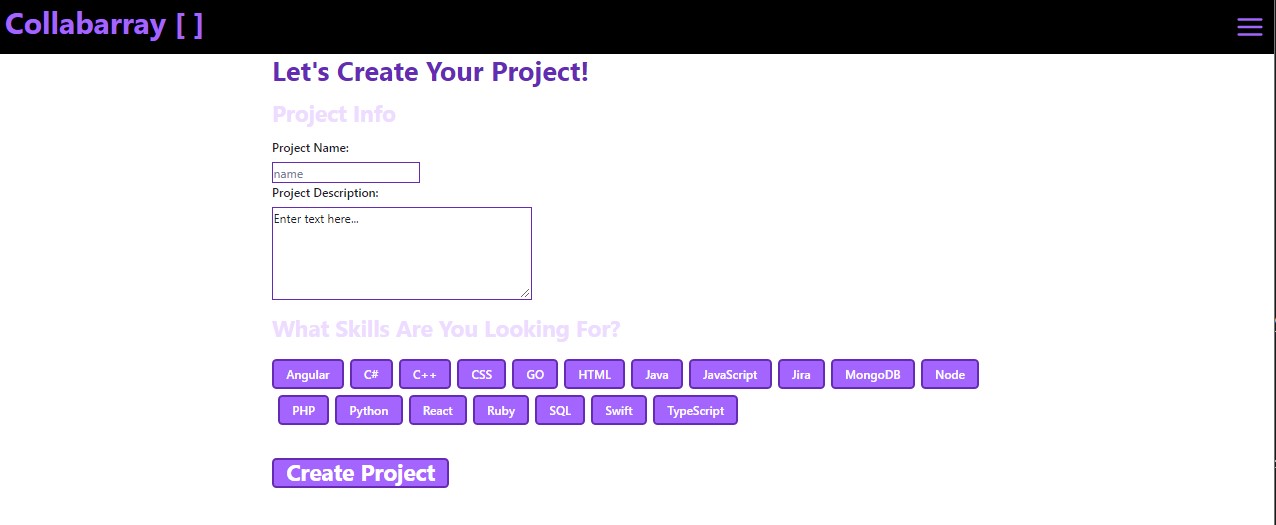 Collabarray [ ]
Let's Create Your Project!
Project Info
Project Name:
name
Project Description:
Enter text here...
What Skills Are You Looking For?
Angular C# C++ CSS GO HTML Java JavaScript Jira MongoDB Node
PHP Python React Ruby SQL Swift TypeScript
Create Project